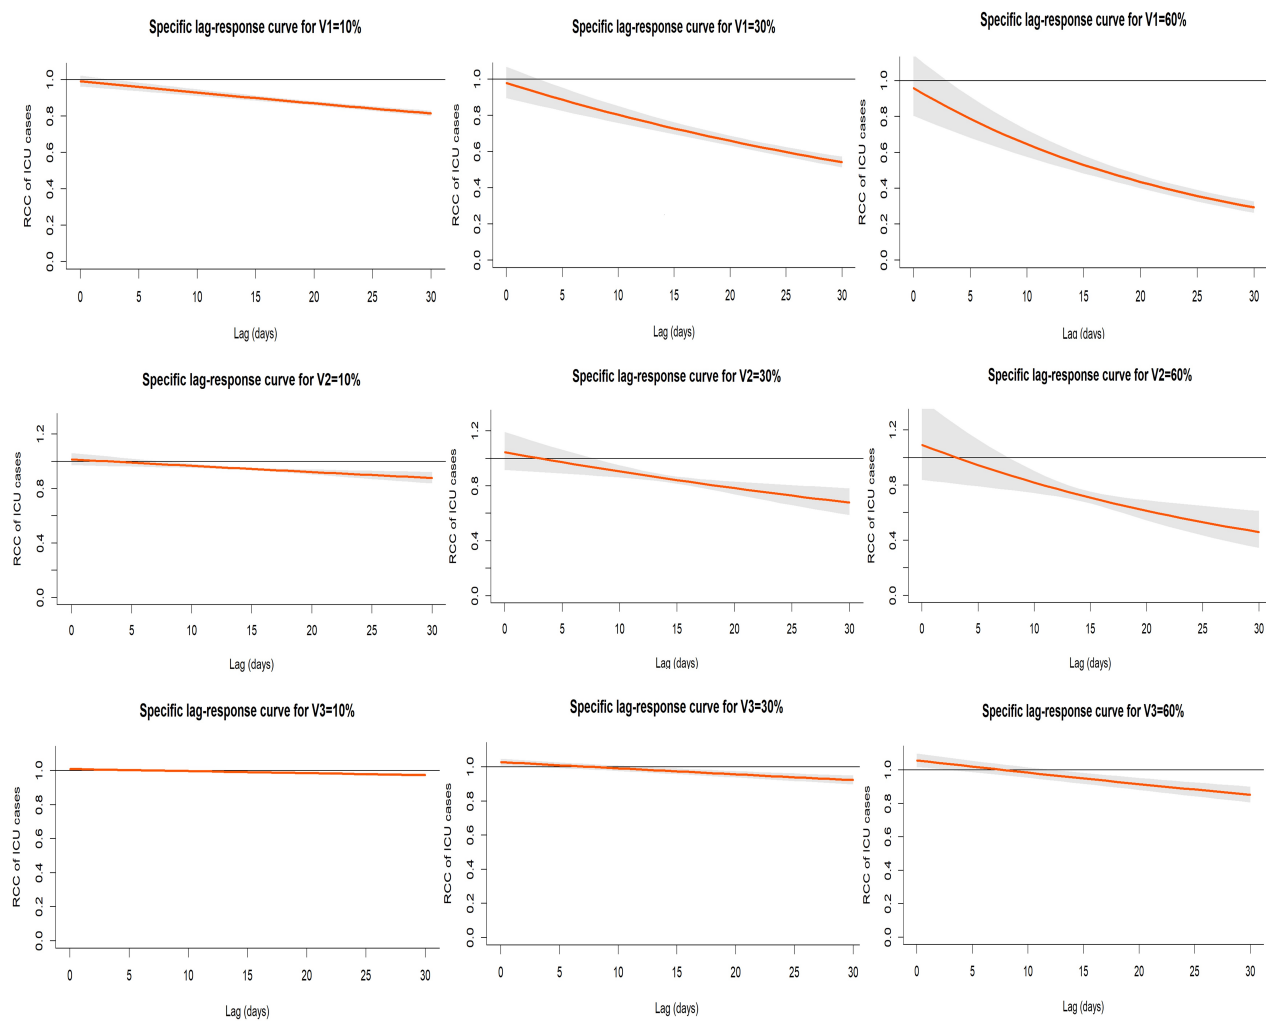 Specific lag-response curve for V1=10%
RCC of ICU cases
0.0 0.2 0.4 0.6 0.8 1.0
0 5 10 15 20 25 30
Lag (days)
Specific lag-response curve for V1=30%
RCC of ICU cases
0.0 0.2 0.4 0.6 0.8 1.0
0 5 10 15 20 25 30
Lag (days)
Specific lag-response curve for V1=60%
RCC of ICU cases
0.0 0.2 0.4 0.6 0.8 1.0
0 5 10 15 20 25 30
Lag (days)
Specific lag-response curve for V2=10%
RCC of ICU cases
0.0 0.4 0.8 1.2
0 5 10 15 20 25 30
Lag (days)
Specific lag-response curve for V2=30%
RCC of ICU cases
0.0 0.4 0.8 1.2
0 5 10 15 20 25 30
Lag (days)
Specific lag-response curve for V2=60%
RCC of ICU cases
0.0 0.4 0.8 1.2
0 5 10 15 20 25 30
Lag (days)
Specific lag-response curve for V3=10%
RCC of ICU cases
0.0 0.2 0.4 0.6 0.8 1.0
0 5 10 15 20 25 30
Lag (days)
Specific lag-response curve for V3=30%
RCC of ICU cases
0.0 0.2 0.4 0.6 0.8 1.0
0 5 10 15 20 25 30
Lag (days)
Specific lag-response curve for V3=60%
RCC of ICU cases
0.0 0.2 0.4 0.6 0.8 1.0
0 5 10 15 20 25 30
Lag (days)